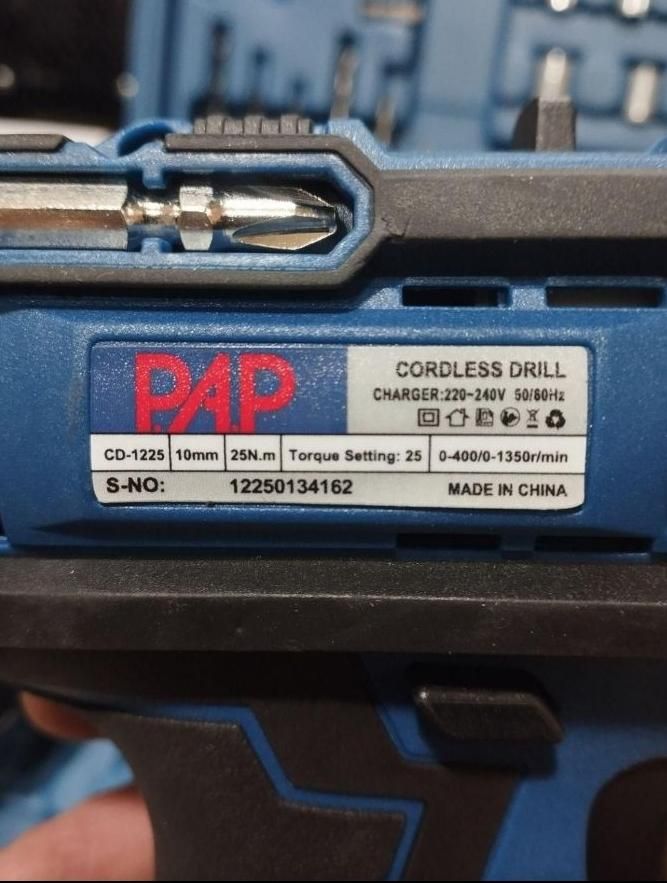 P.A.P
CORDLESS DRILL
CHARGER:220~240V 50/60Hz
CD-1225 10mm 25N.m Torque Setting: 25 0-400/0-1350r/min
S-NO: 12250134162 MADE IN CHINA